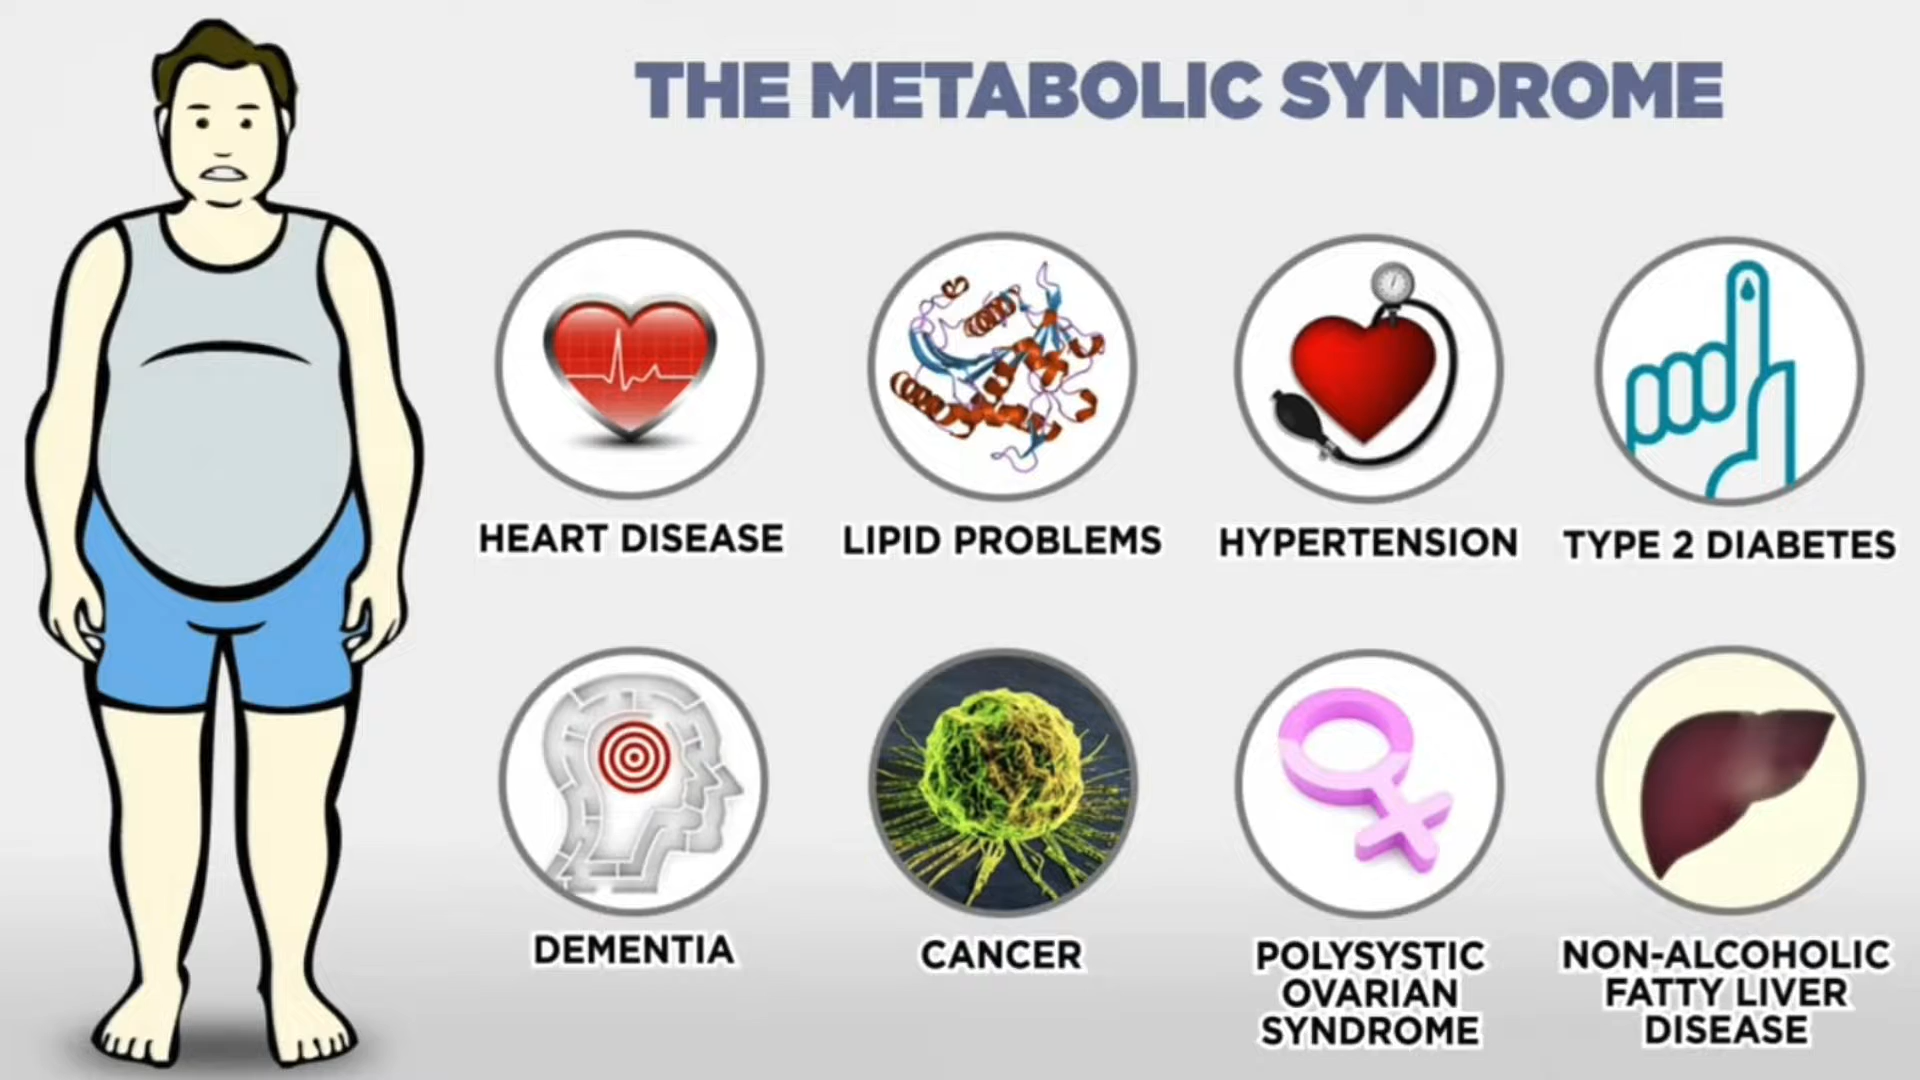 THE METABOLIC SYNDROME
HEART DISEASE
LIPID PROBLEMS
HYPERTENSION
TYPE 2 DIABETES
DEMENTIA
CANCER
POLYSYSTIC
OVARIAN
SYNDROME
NON-ALCOHOLIC
FATTY LIVER
DISEASE